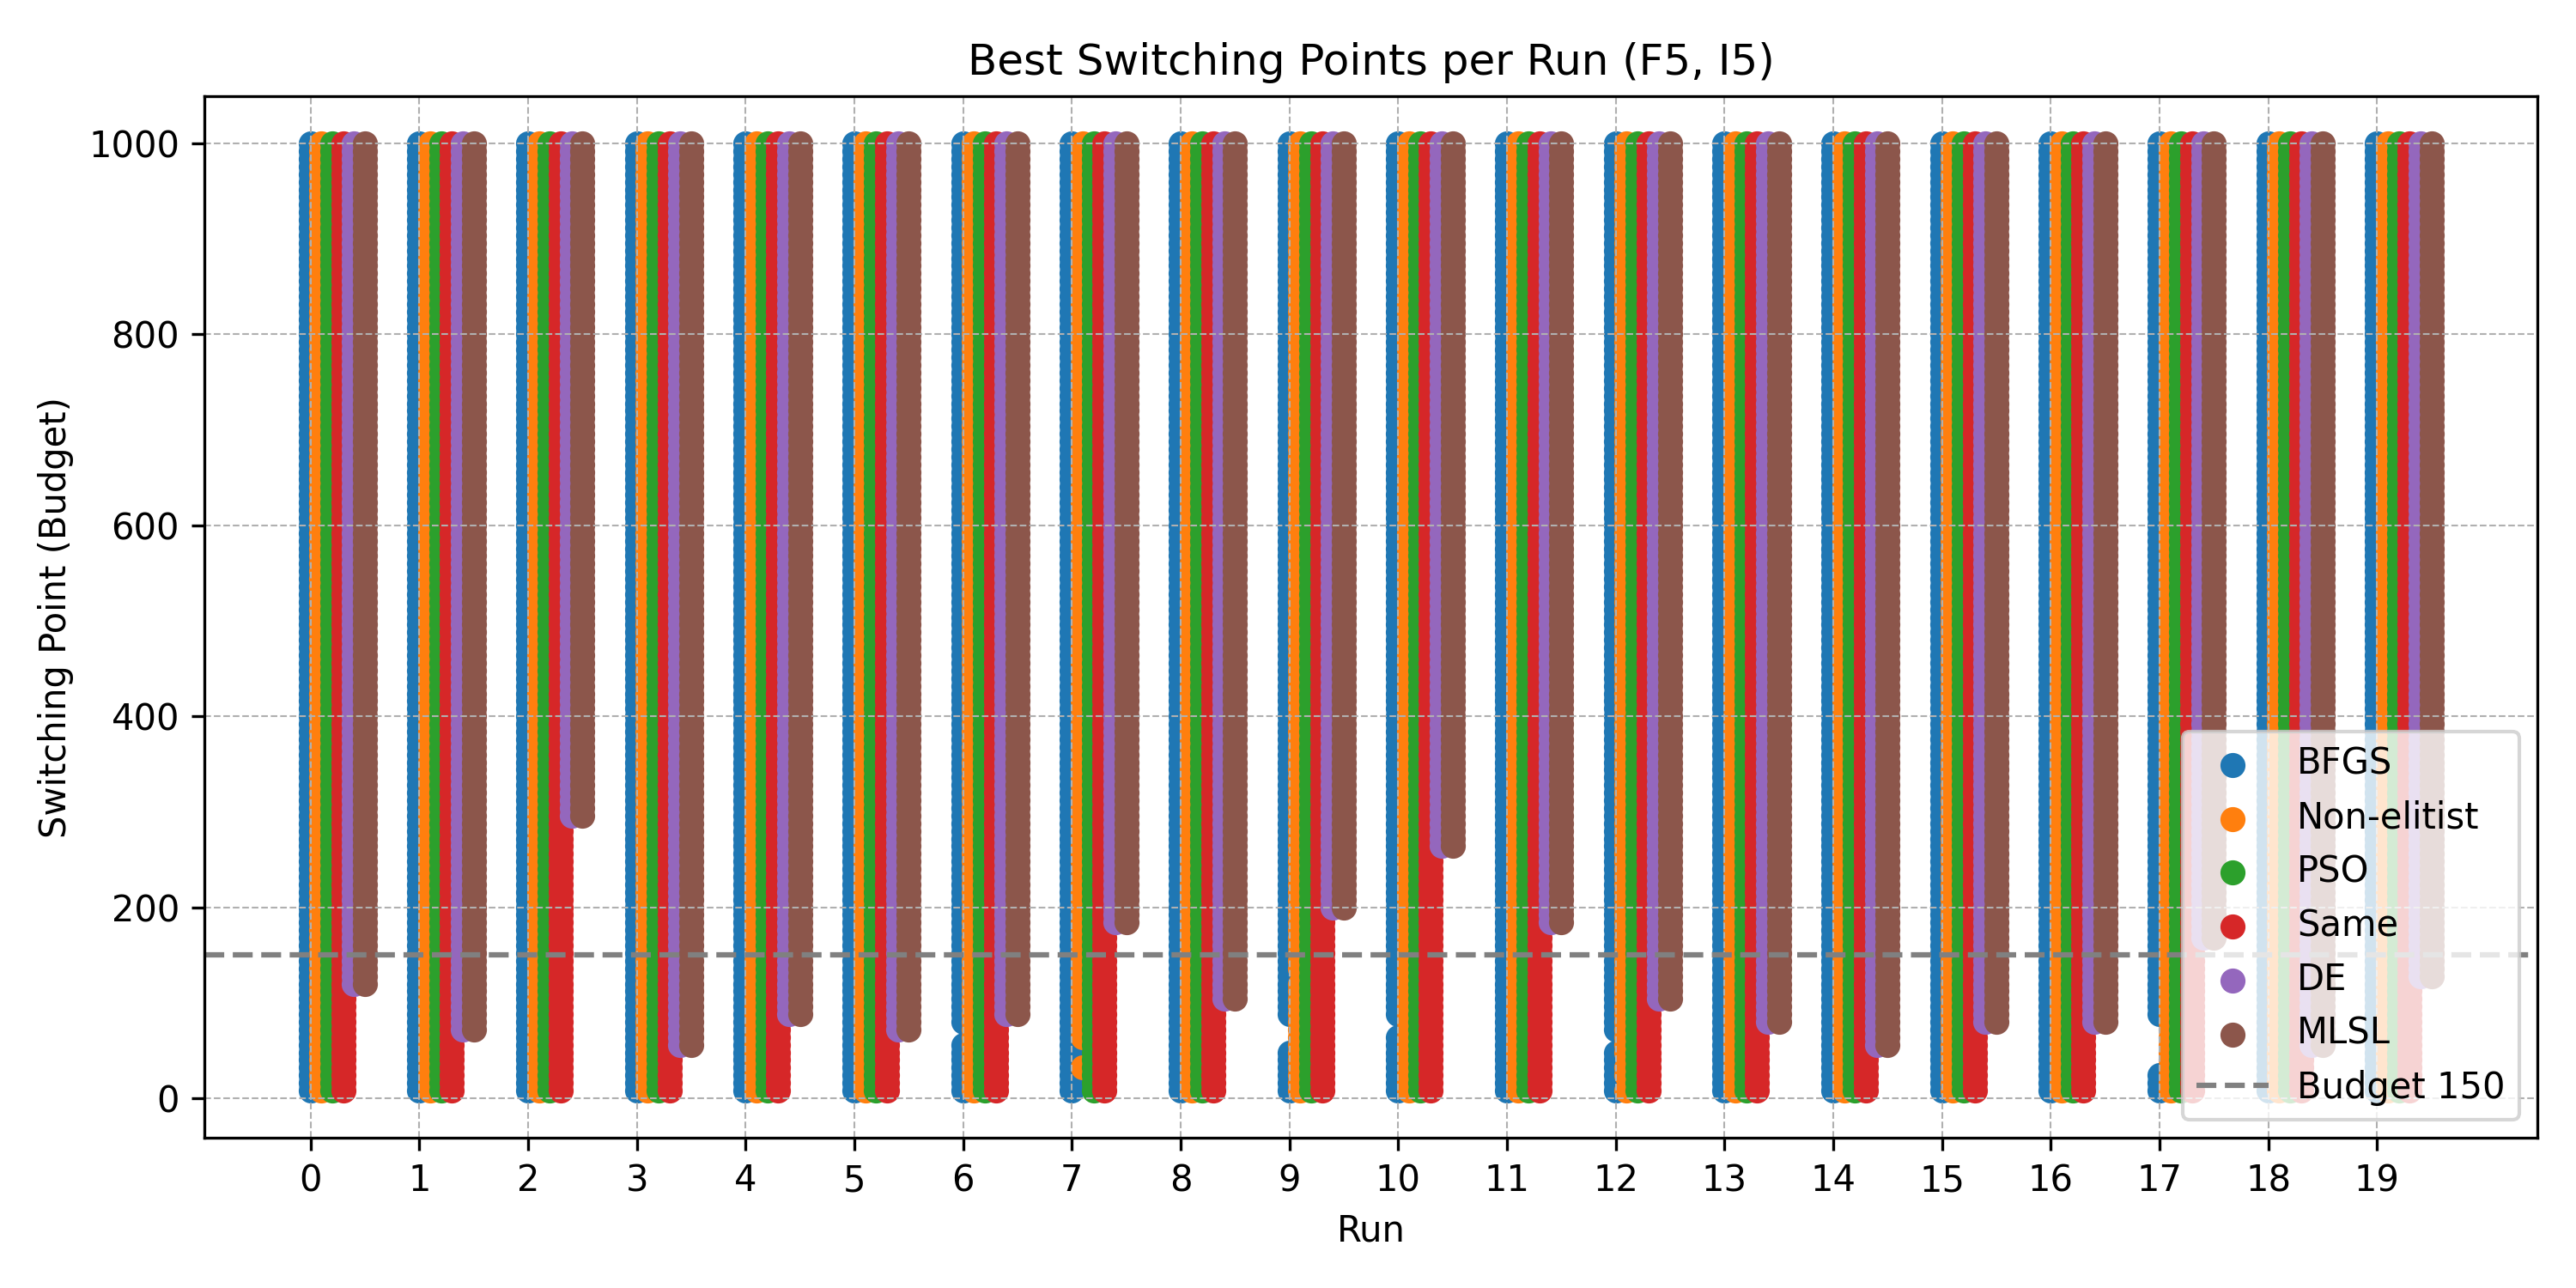 Best Switching Points per Run (F5, I5)
Switching Point (Budget)
1000
800
600
400
200
0
BFGS
Non-elitist
PSO
Same
DE
MLSL
Budget 150
0 1 2 3 4 5 6 7 8 9 10 11 12 13 14 15 16 17 18 19
Run